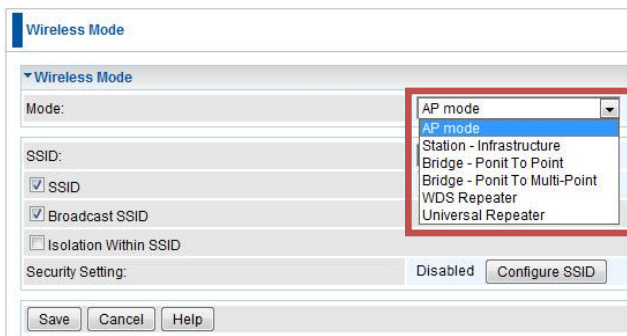 Wireless Mode
Wireless Mode
Mode:
AP mode
AP mode
Station - Infrastructure
Bridge - Ponit To Point
Bridge - Ponit To Multi-Point
WDS Repeater
Universal Repeater
SSID:
SSID
Broadcast SSID
Isolation Within SSID
Security Setting:
Disabled
Configure SSID
Save
Cancel
Help